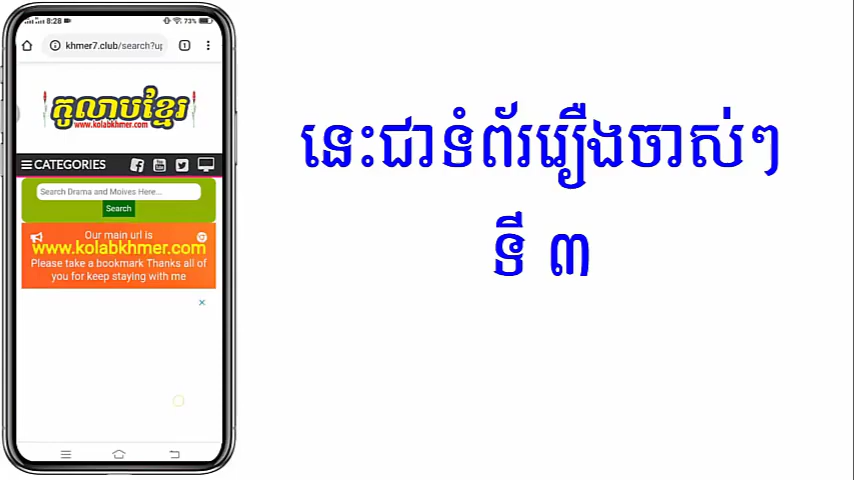 8:28
73%
khmer7.club/search?up
1
កូលាបខ្មែរ
www.kolabkhmer.com
CATEGORIES
Search Drama and Moives Here...
Search
Our main url is
www.kolabkhmer.com
Please take a bookmark Thanks all of
you for keep staying with me
នេះជាទំព័ររឿងចាស់ៗ
ទី ៣